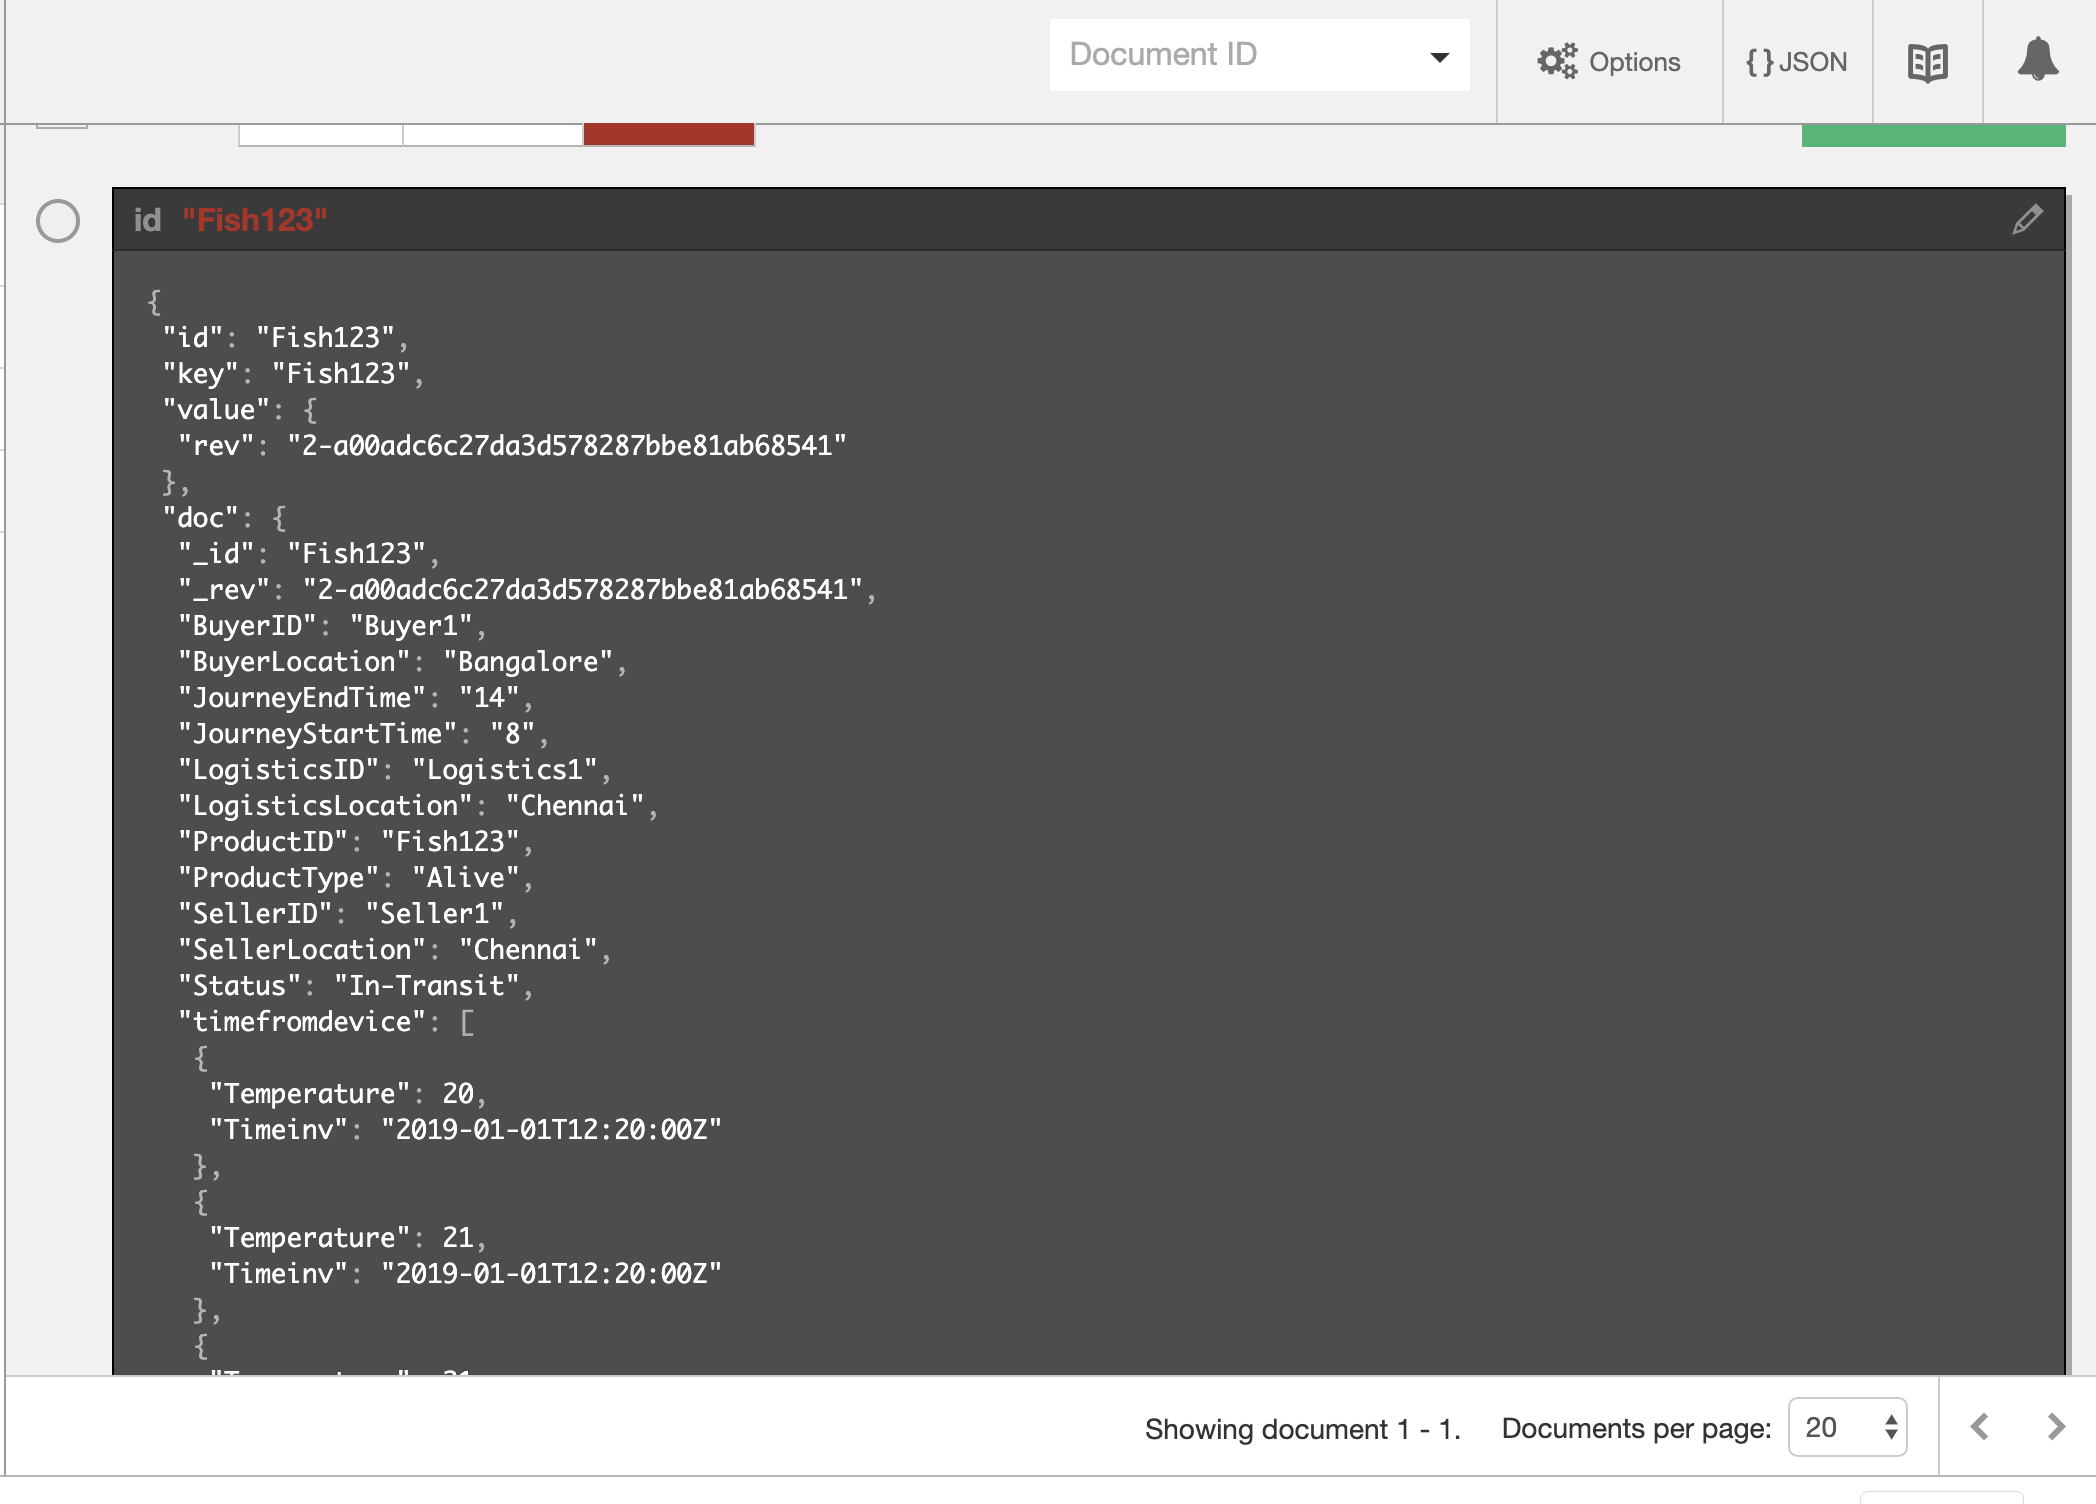 Document ID
Options
{ } JSON
id "Fish123"
{
"id": "Fish123",
"key": "Fish123",
"value": {
"rev": "2-a00adc6c27da3d578287bbe81ab68541"
},
"doc": {
"_id": "Fish123",
"_rev": "2-a00adc6c27da3d578287bbe81ab68541",
"BuyerID": "Buyer1",
"BuyerLocation": "Bangalore",
"JourneyEndTime": "14",
"JourneyStartTime": "8",
"LogisticsID": "Logistics1",
"LogisticsLocation": "Chennai",
"ProductID": "Fish123",
"ProductType": "Alive",
"SellerID": "Seller1",
"SellerLocation": "Chennai",
"Status": "In-Transit",
"timefromdevice": [
{
"Temperature": 20,
"Timeinv": "2019-01-01T12:20:00Z"
},
{
"Temperature": 21,
"Timeinv": "2019-01-01T12:20:00Z"
},
{
Showing document 1 - 1. Documents per page: 20